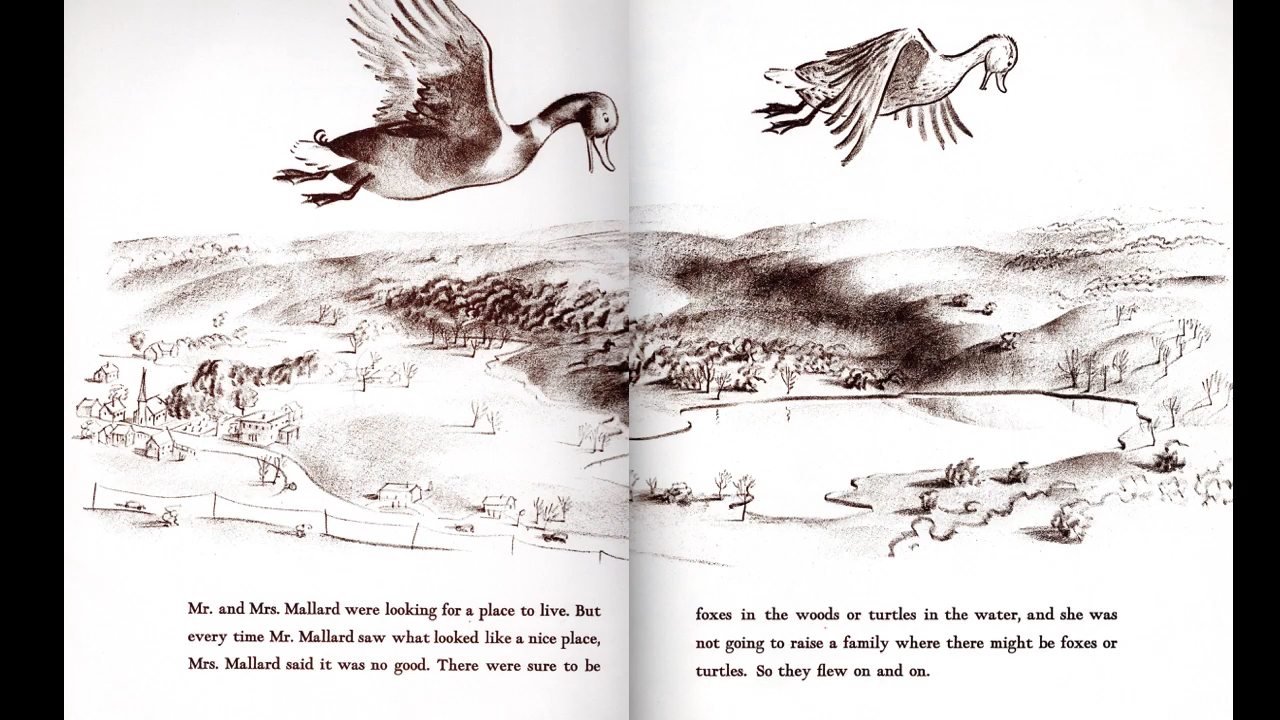 Mr. and Mrs. Mallard were looking for a place to live. But
every time Mr. Mallard saw what looked like a nice place,
Mrs. Mallard said it was no good. There were sure to be
foxes in the woods or turtles in the water, and she was
not going to raise a family where there might be foxes or
turtles. So they flew on and on.